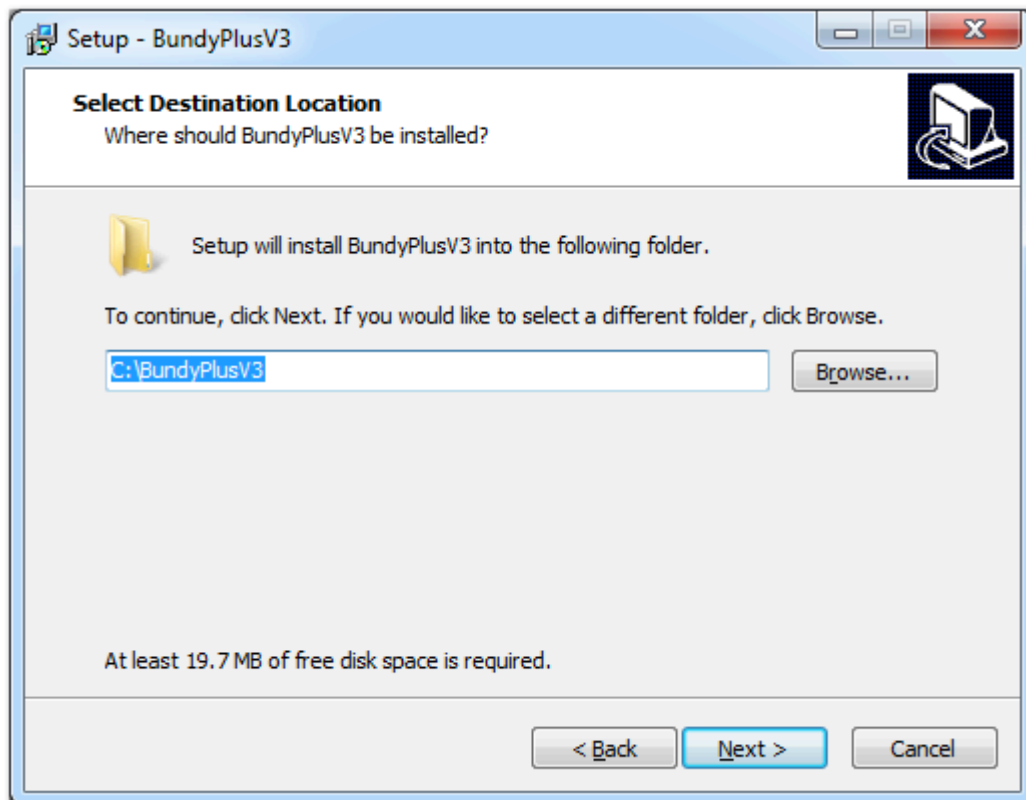 Setup - BundyPlusV3
Select Destination Location
Where should BundyPlusV3 be installed?
Setup will install BundyPlusV3 into the following folder.
To continue, click Next. If you would like to select a different folder, click Browse.
C:\BundyPlusV3
Browse...
At least 19.7 MB of free disk space is required.
< Back Next > Cancel